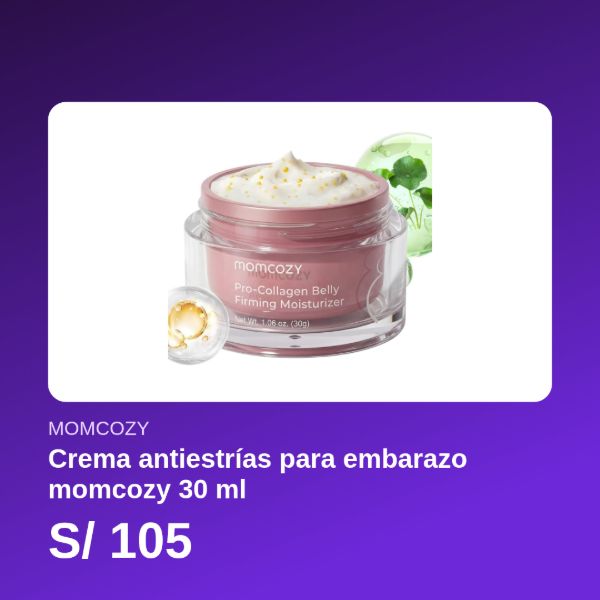 momcozy
Pro-Collagen Belly
Firming Moisturizer
Net Wt. 1.06 oz. (30g)
MOMCOZY
Crema antiestrías para embarazo
momcozy 30 ml
S/ 105